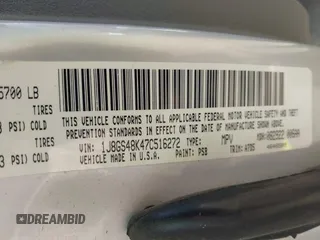 5700 LB
TIRES
PSI) COLD
TIRES
PSI) COLD
THIS VEHICLE CONFORMS TO ALL APPLICABLE FEDERAL MOTOR VEHICLE SAFETY,
BUMPER, AND THEFT PREVENTION STANDARDS IN EFFECT ON THE DATE OF
MANUFACTURE SHOWN ABOVE.
VIN: 1J8GS48K47C516272
TYPE: MPV
MADE IN U.S.A.
PAINT: PSB
TRIM:
MDH:
DREAMBID